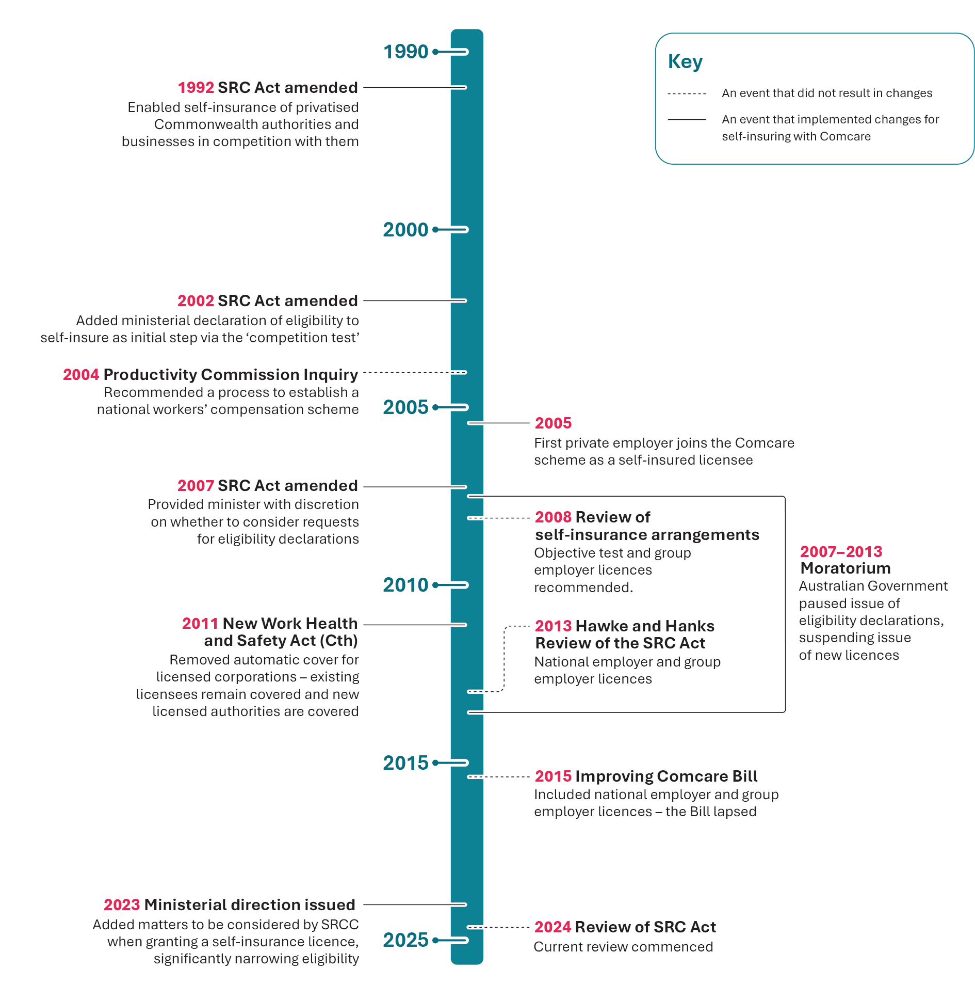 Key
An event that did not result in changes
An event that implemented changes for
self-insuring with Comcare
1990
1992 SRC Act amended
Enabled self-insurance of privatised
Commonwealth authorities and
businesses in competition with them
2000
2002 SRC Act amended
Added ministerial declaration of eligibility to
self-insure as initial step via the ‘competition test’
2004 Productivity Commission Inquiry
Recommended a process to establish a
national workers’ compensation scheme
2005
2005
First private employer joins the Comcare
scheme as a self-insured licensee
2007 SRC Act amended
Provided minister with discretion
on whether to consider requests
for eligibility declarations
2008 Review of
self-insurance arrangements
Objective test and group
employer licences
recommended.
2007–2013
Moratorium
Australian Government
paused issue of
eligibility declarations,
suspending issue
of new licences
2010
2011 New Work Health
and Safety Act (Cth)
Removed automatic cover for
licensed corporations – existing
licensees remain covered and new
licensed authorities are covered
2013 Hawke and Hanks
Review of the SRC Act
National employer and group
employer licences
2015
2015 Improving Comcare Bill
Included national employer and group
employer licences – the Bill lapsed
2023 Ministerial direction issued
Added matters to be considered by SRCC
when granting a self-insurance licence,
significantly narrowing eligibility
2024 Review of SRC Act
Current review commenced
2025